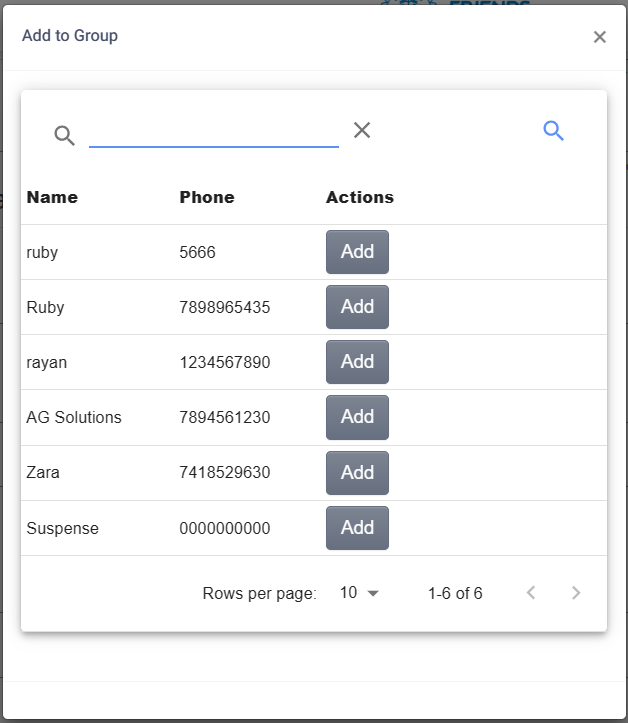 Add to Group
Name Phone Actions
ruby 5666 Add
Ruby 7898965435 Add
rayan 1234567890 Add
AG Solutions 7894561230 Add
Zara 7418529630 Add
Suspense 0000000000 Add
Rows per page: 10 1-6 of 6